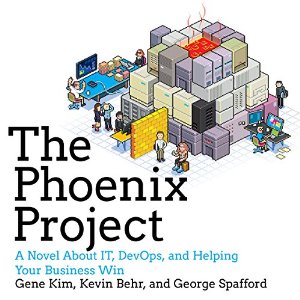 The
Phoenix
Project
A Novel About IT, DevOps, and Helping
Your Business Win
Gene Kim, Kevin Behr, and George Spafford